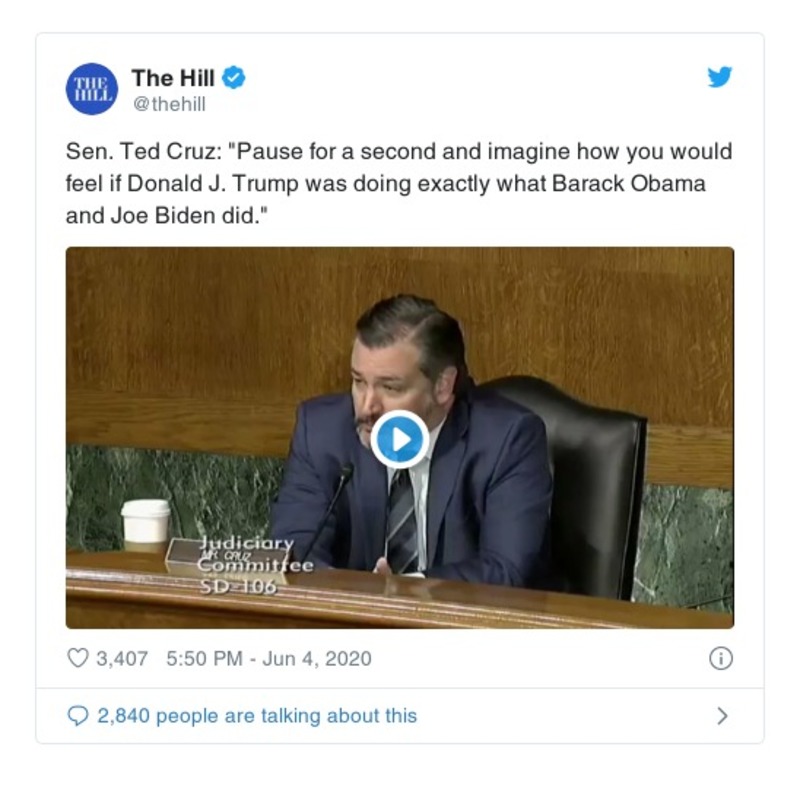 THE
HILL
The Hill
@thehill
Sen. Ted Cruz: "Pause for a second and imagine how you would
feel if Donald J. Trump was doing exactly what Barack Obama
and Joe Biden did."
Judiciary
MR. CRUZ
Committee
SD-106
3,407 5:50 PM - Jun 4, 2020
2,840 people are talking about this